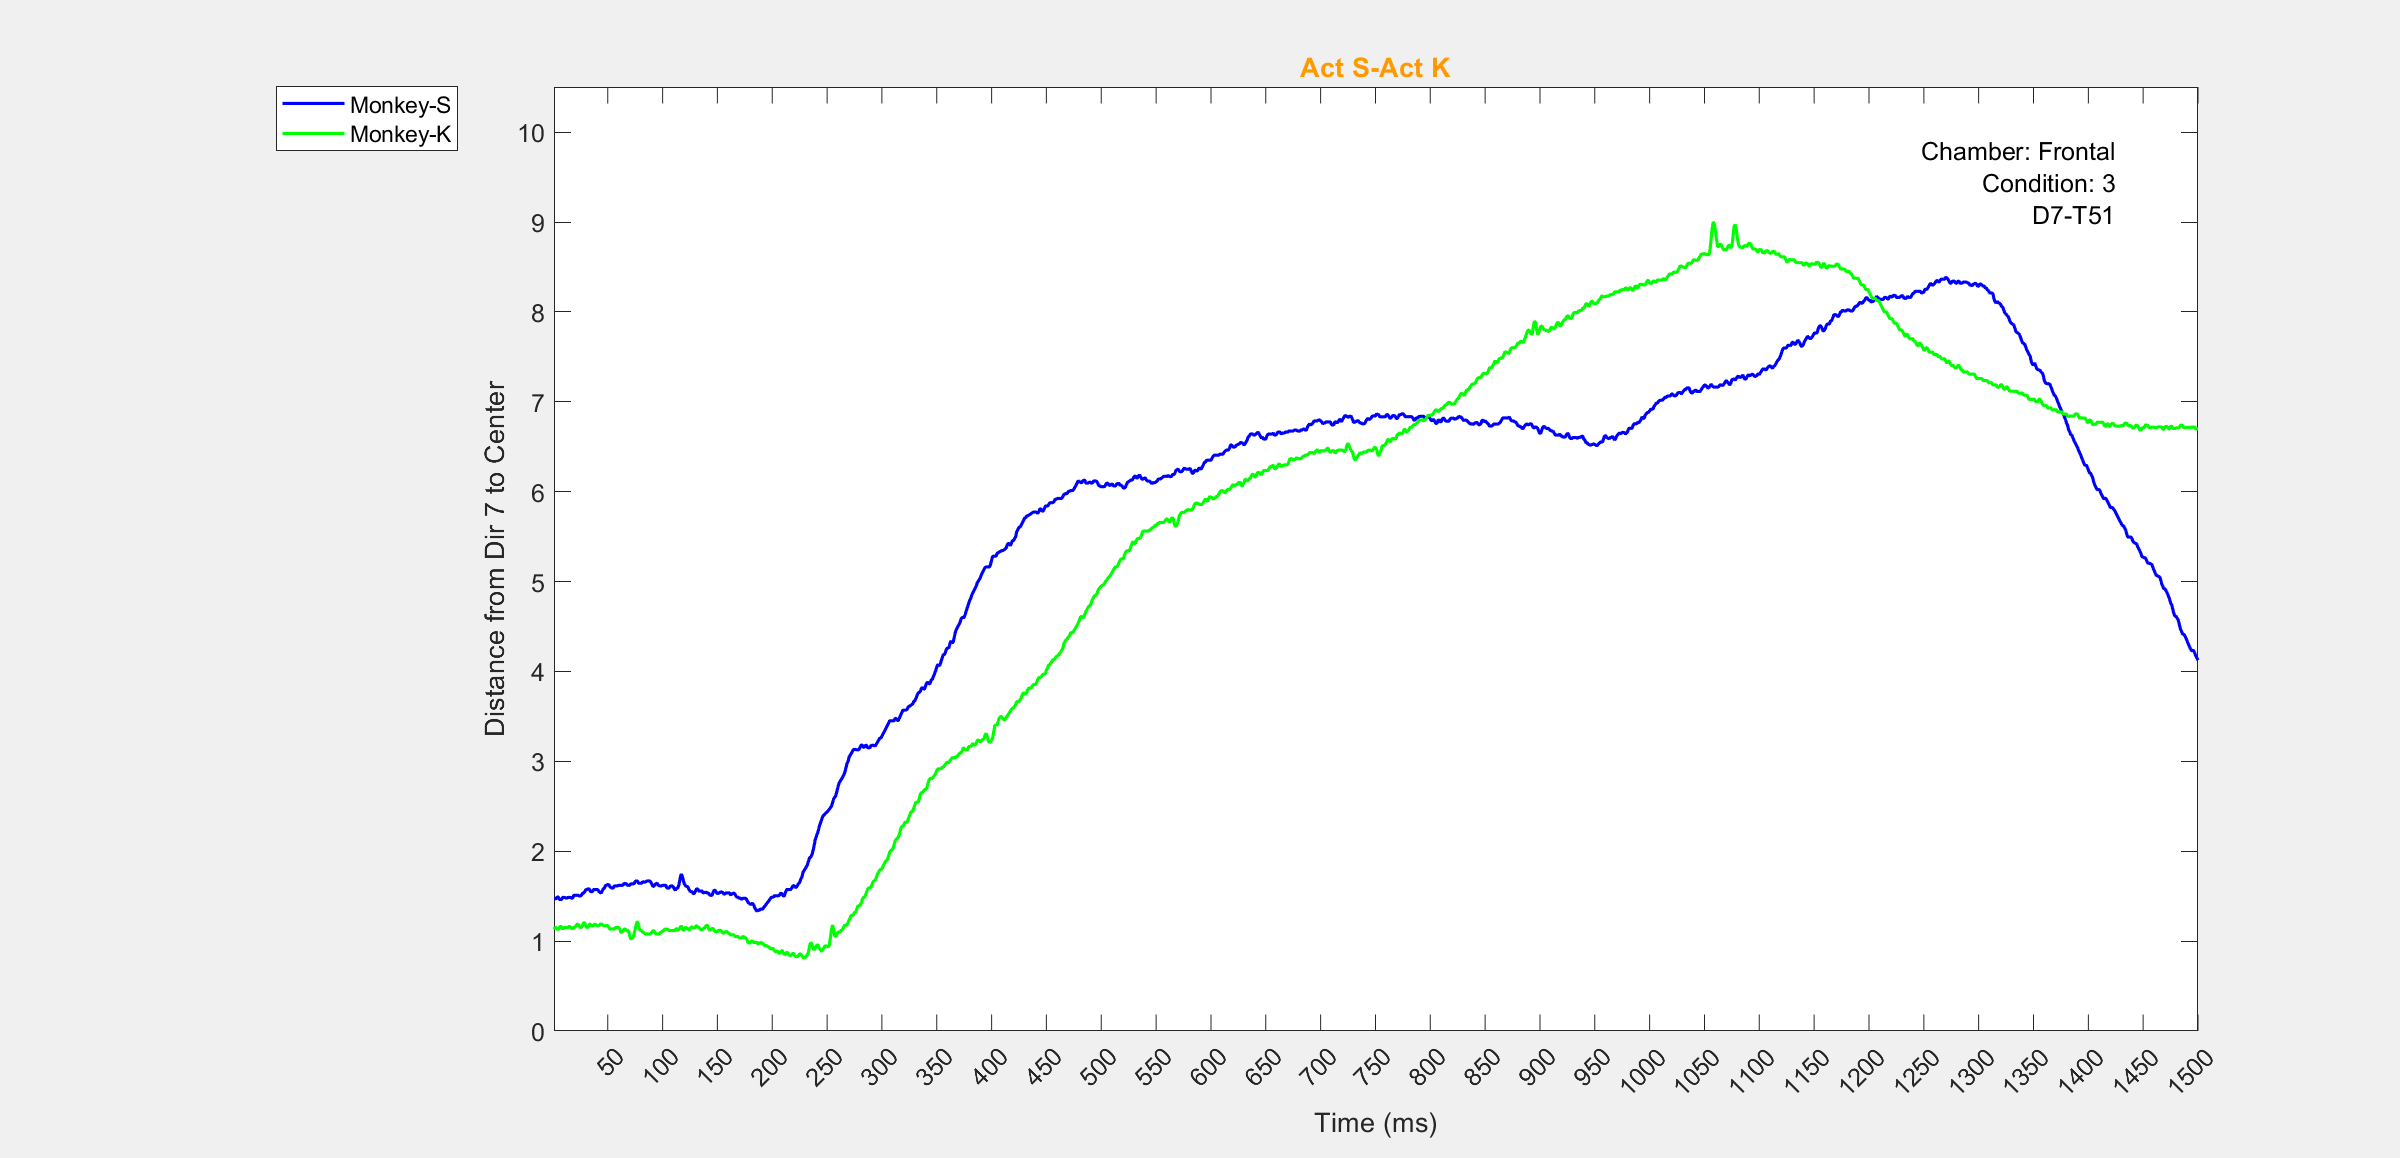 Act S-Act K
Monkey-S
Monkey-K
Chamber: Frontal
Condition: 3
D7-T51
Distance from Dir 7 to Center
10
9
8
7
6
5
4
3
2
1
0
50 100 150 200 250 300 350 400 450 500 550 600 650 700 750 800 850 900 950 1000 1050 1100 1150 1200 1250 1300 1350 1400 1450 1500
Time (ms)